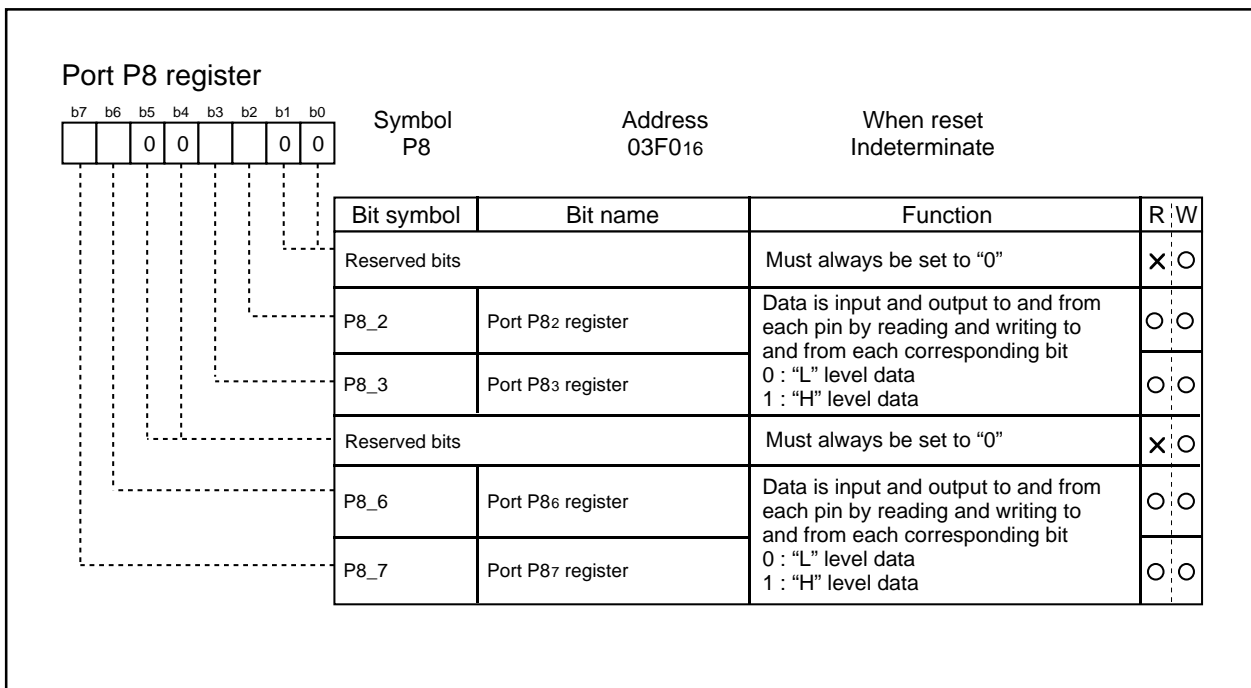 Port P8 register
b7 b6 b5 b4 b3 b2 b1 b0
0 0 0 0
Symbol Address When reset
P8 03F016 Indeterminate
Bit symbol Bit name Function R W
Reserved bits Must always be set to “0” X O
P8_2 Port P82 register Data is input and output to and from
each pin by reading and writing to
and from each corresponding bit
0 : “L” level data
1 : “H” level data
O O
P8_3 Port P83 register O O
Reserved bits Must always be set to “0” X O
P8_6 Port P86 register Data is input and output to and from
each pin by reading and writing to
and from each corresponding bit
0 : “L” level data
1 : “H” level data
O O
P8_7 Port P87 register O O